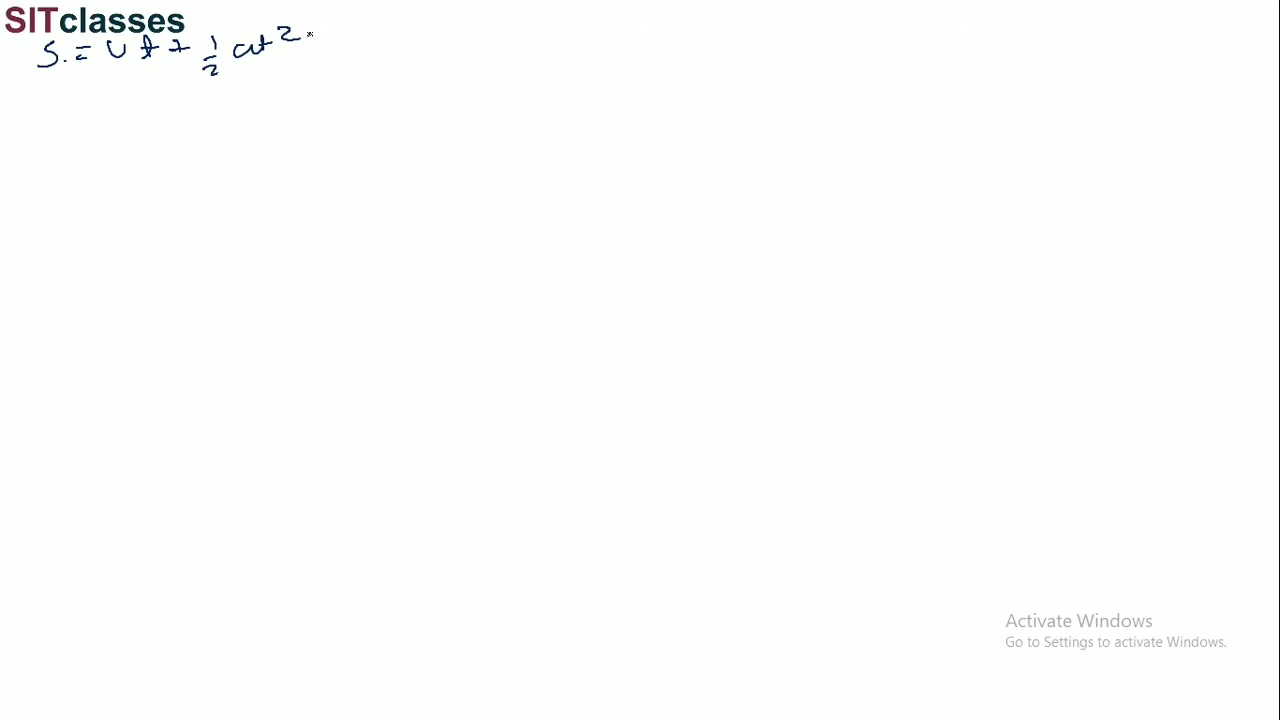 SITclasses
S = ut + 1/2 at²
Activate Windows
Go to Settings to activate Windows.